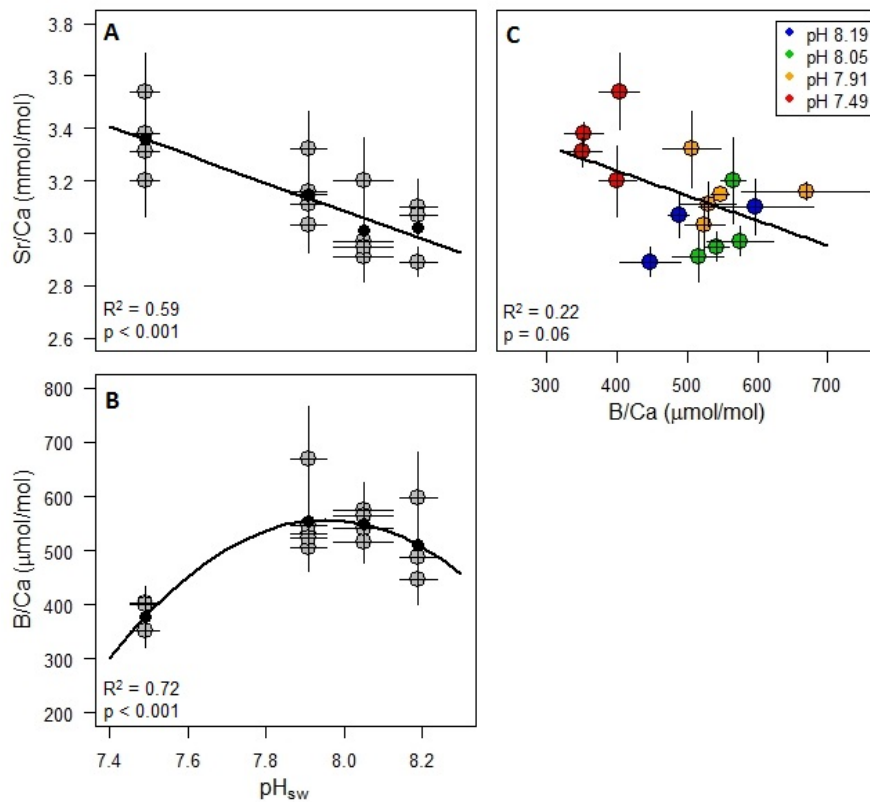 A
3.8
3.6
3.4
3.2
3.0
2.8
2.6
Sr/Ca (mmol/mol)
R² = 0.59
p < 0.001
C
pH 8.19
pH 8.05
pH 7.91
pH 7.49
R² = 0.22
p = 0.06
300 400 500 600 700
B/Ca (μmol/mol)
B
800
700
600
500
400
300
200
B/Ca (μmol/mol)
R² = 0.72
p < 0.001
7.4 7.6 7.8 8.0 8.2
pHsw